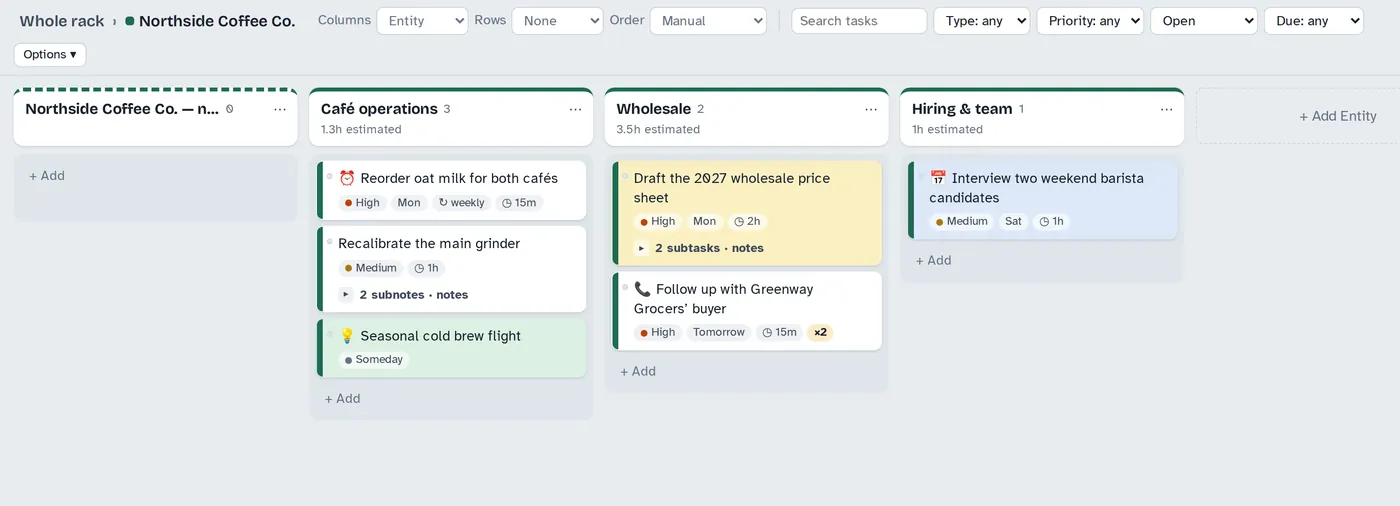 Whole rack › Northside Coffee Co. Columns Entity Rows None Order Manual Search tasks Type: any Priority: any Open Due: any
Options ▾
Northside Coffee Co. — n... 0 ...
+ Add
Café operations 3 ...
1.3h estimated
⏰ Reorder oat milk for both cafés
High Mon ↻ weekly ◷ 15m
Recalibrate the main grinder
Medium ◷ 1h
▸ 2 subnotes · notes
💡 Seasonal cold brew flight
Someday
+ Add
Wholesale 2 ...
3.5h estimated
Draft the 2027 wholesale price
sheet
High Mon ◷ 2h
▸ 2 subtasks · notes
📞 Follow up with Greenway
Grocers’ buyer
High Tomorrow ◷ 15m ×2
+ Add
Hiring & team 1 ...
1h estimated
📅 Interview two weekend barista
candidates
Medium Sat ◷ 1h
+ Add
+ Add Entity